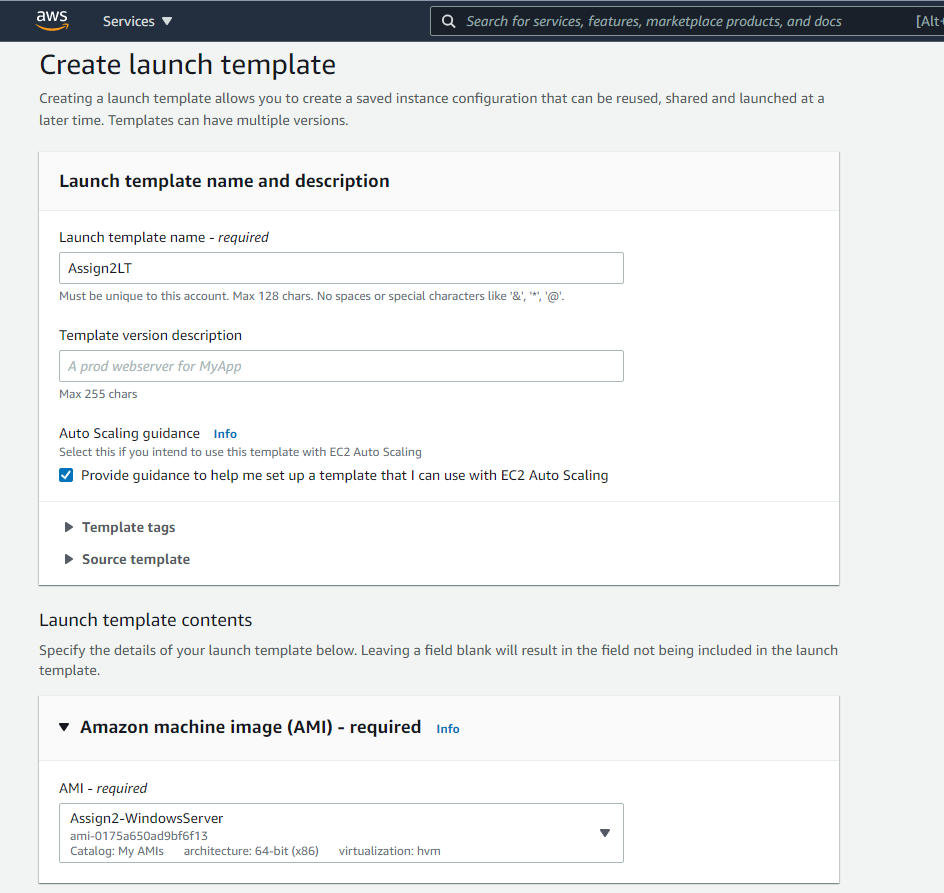 aws Services Search for services, features, marketplace products, and docs [Alt+
Create launch template
Creating a launch template allows you to create a saved instance configuration that can be reused, shared and launched at a
later time. Templates can have multiple versions.
Launch template name and description
Launch template name - required
Assign2LT
Must be unique to this account. Max 128 chars. No spaces or special characters like '&', '*', '@'.
Template version description
A prod webserver for MyApp
Max 255 chars
Auto Scaling guidance Info
Select this if you intend to use this template with EC2 Auto Scaling
Provide guidance to help me set up a template that I can use with EC2 Auto Scaling
Template tags
Source template
Launch template contents
Specify the details of your launch template below. Leaving a field blank will result in the field not being included in the launch
template.
Amazon machine image (AMI) - required Info
AMI - required
Assign2-WindowsServer
ami-0175a650ad9bf6f13
Catalog: My AMIs architecture: 64-bit (x86) virtualization: hvm